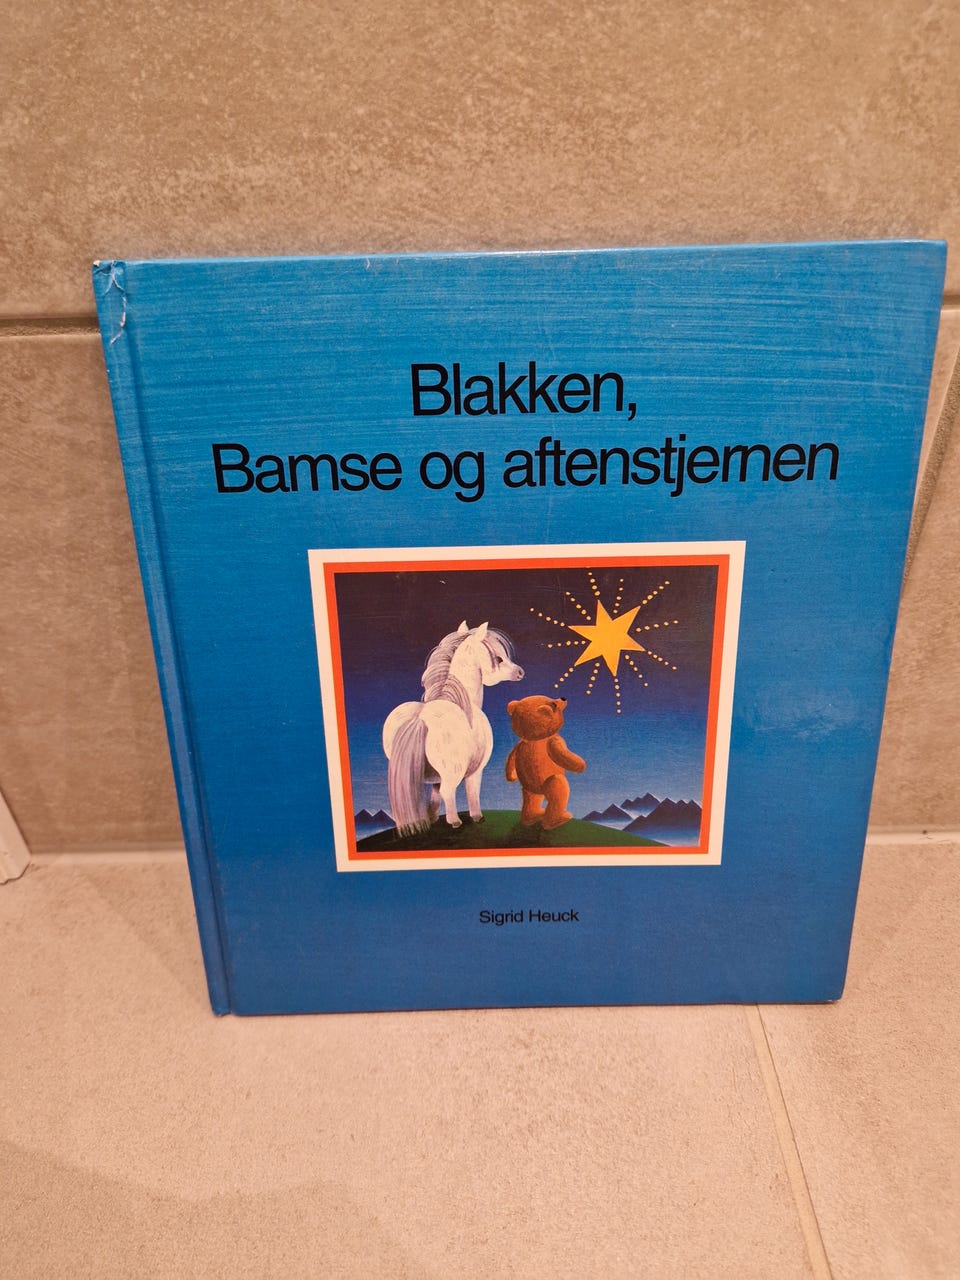 Blakken,
Bamse og aftenstjernen
Sigrid Heuck